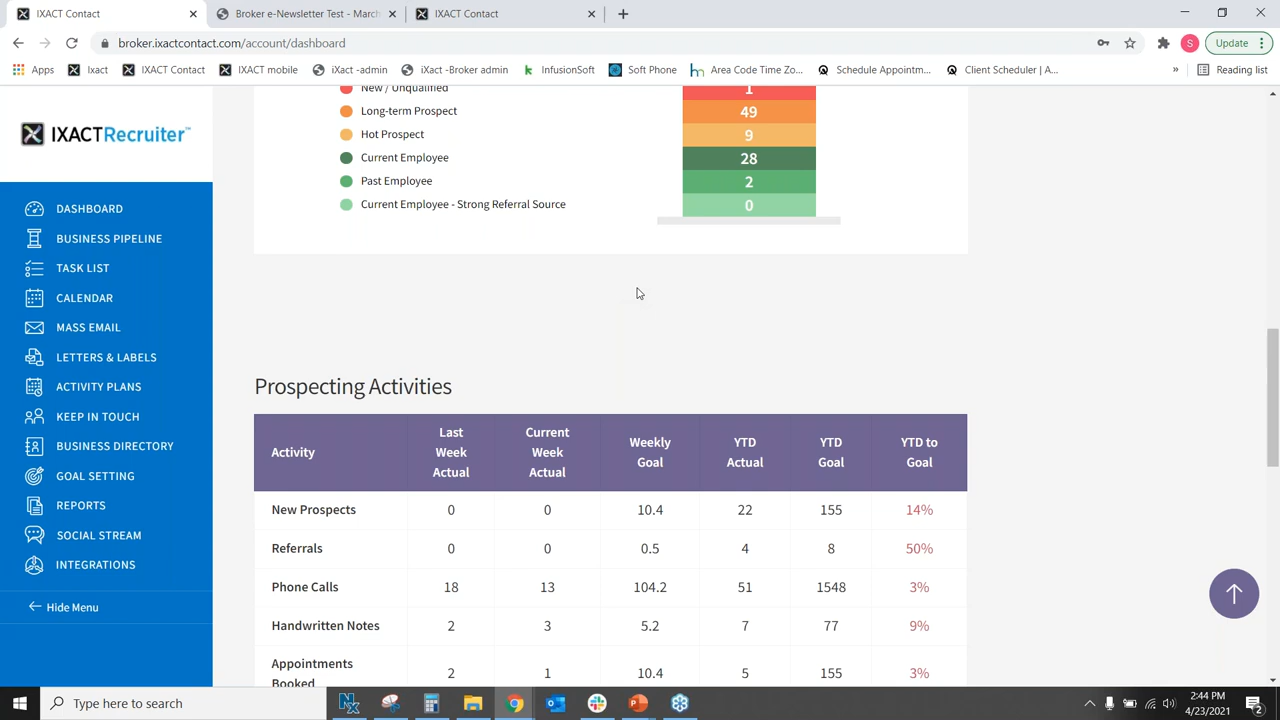 IXACT Contact
Broker e-Newsletter Test - March
IXACT Contact
broker.ixactcontact.com/account/dashboard
Update
Apps
Ixact
IXACT Contact
IXACT mobile
iXact -admin
iXact -Broker admin
InfusionSoft
Soft Phone
Area Code Time Zo...
Schedule Appointm...
Client Scheduler | A...
»
Reading list
IXACTRecruiter™
DASHBOARD
BUSINESS PIPELINE
TASK LIST
CALENDAR
MASS EMAIL
LETTERS & LABELS
ACTIVITY PLANS
KEEP IN TOUCH
BUSINESS DIRECTORY
GOAL SETTING
REPORTS
SOCIAL STREAM
INTEGRATIONS
Hide Menu
New / Unqualified 1
Long-term Prospect 49
Hot Prospect 9
Current Employee 28
Past Employee 2
Current Employee - Strong Referral Source 0
Prospecting Activities
Activity Last Week Actual Current Week Actual Weekly Goal YTD Actual YTD Goal YTD to Goal
New Prospects 0 0 10.4 22 155 14%
Referrals 0 0 0.5 4 8 50%
Phone Calls 18 13 104.2 51 1548 3%
Handwritten Notes 2 3 5.2 7 77 9%
Appointments Booked 2 1 10.4 5 155 3%
Type here to search
2:44 PM
4/23/2021
2